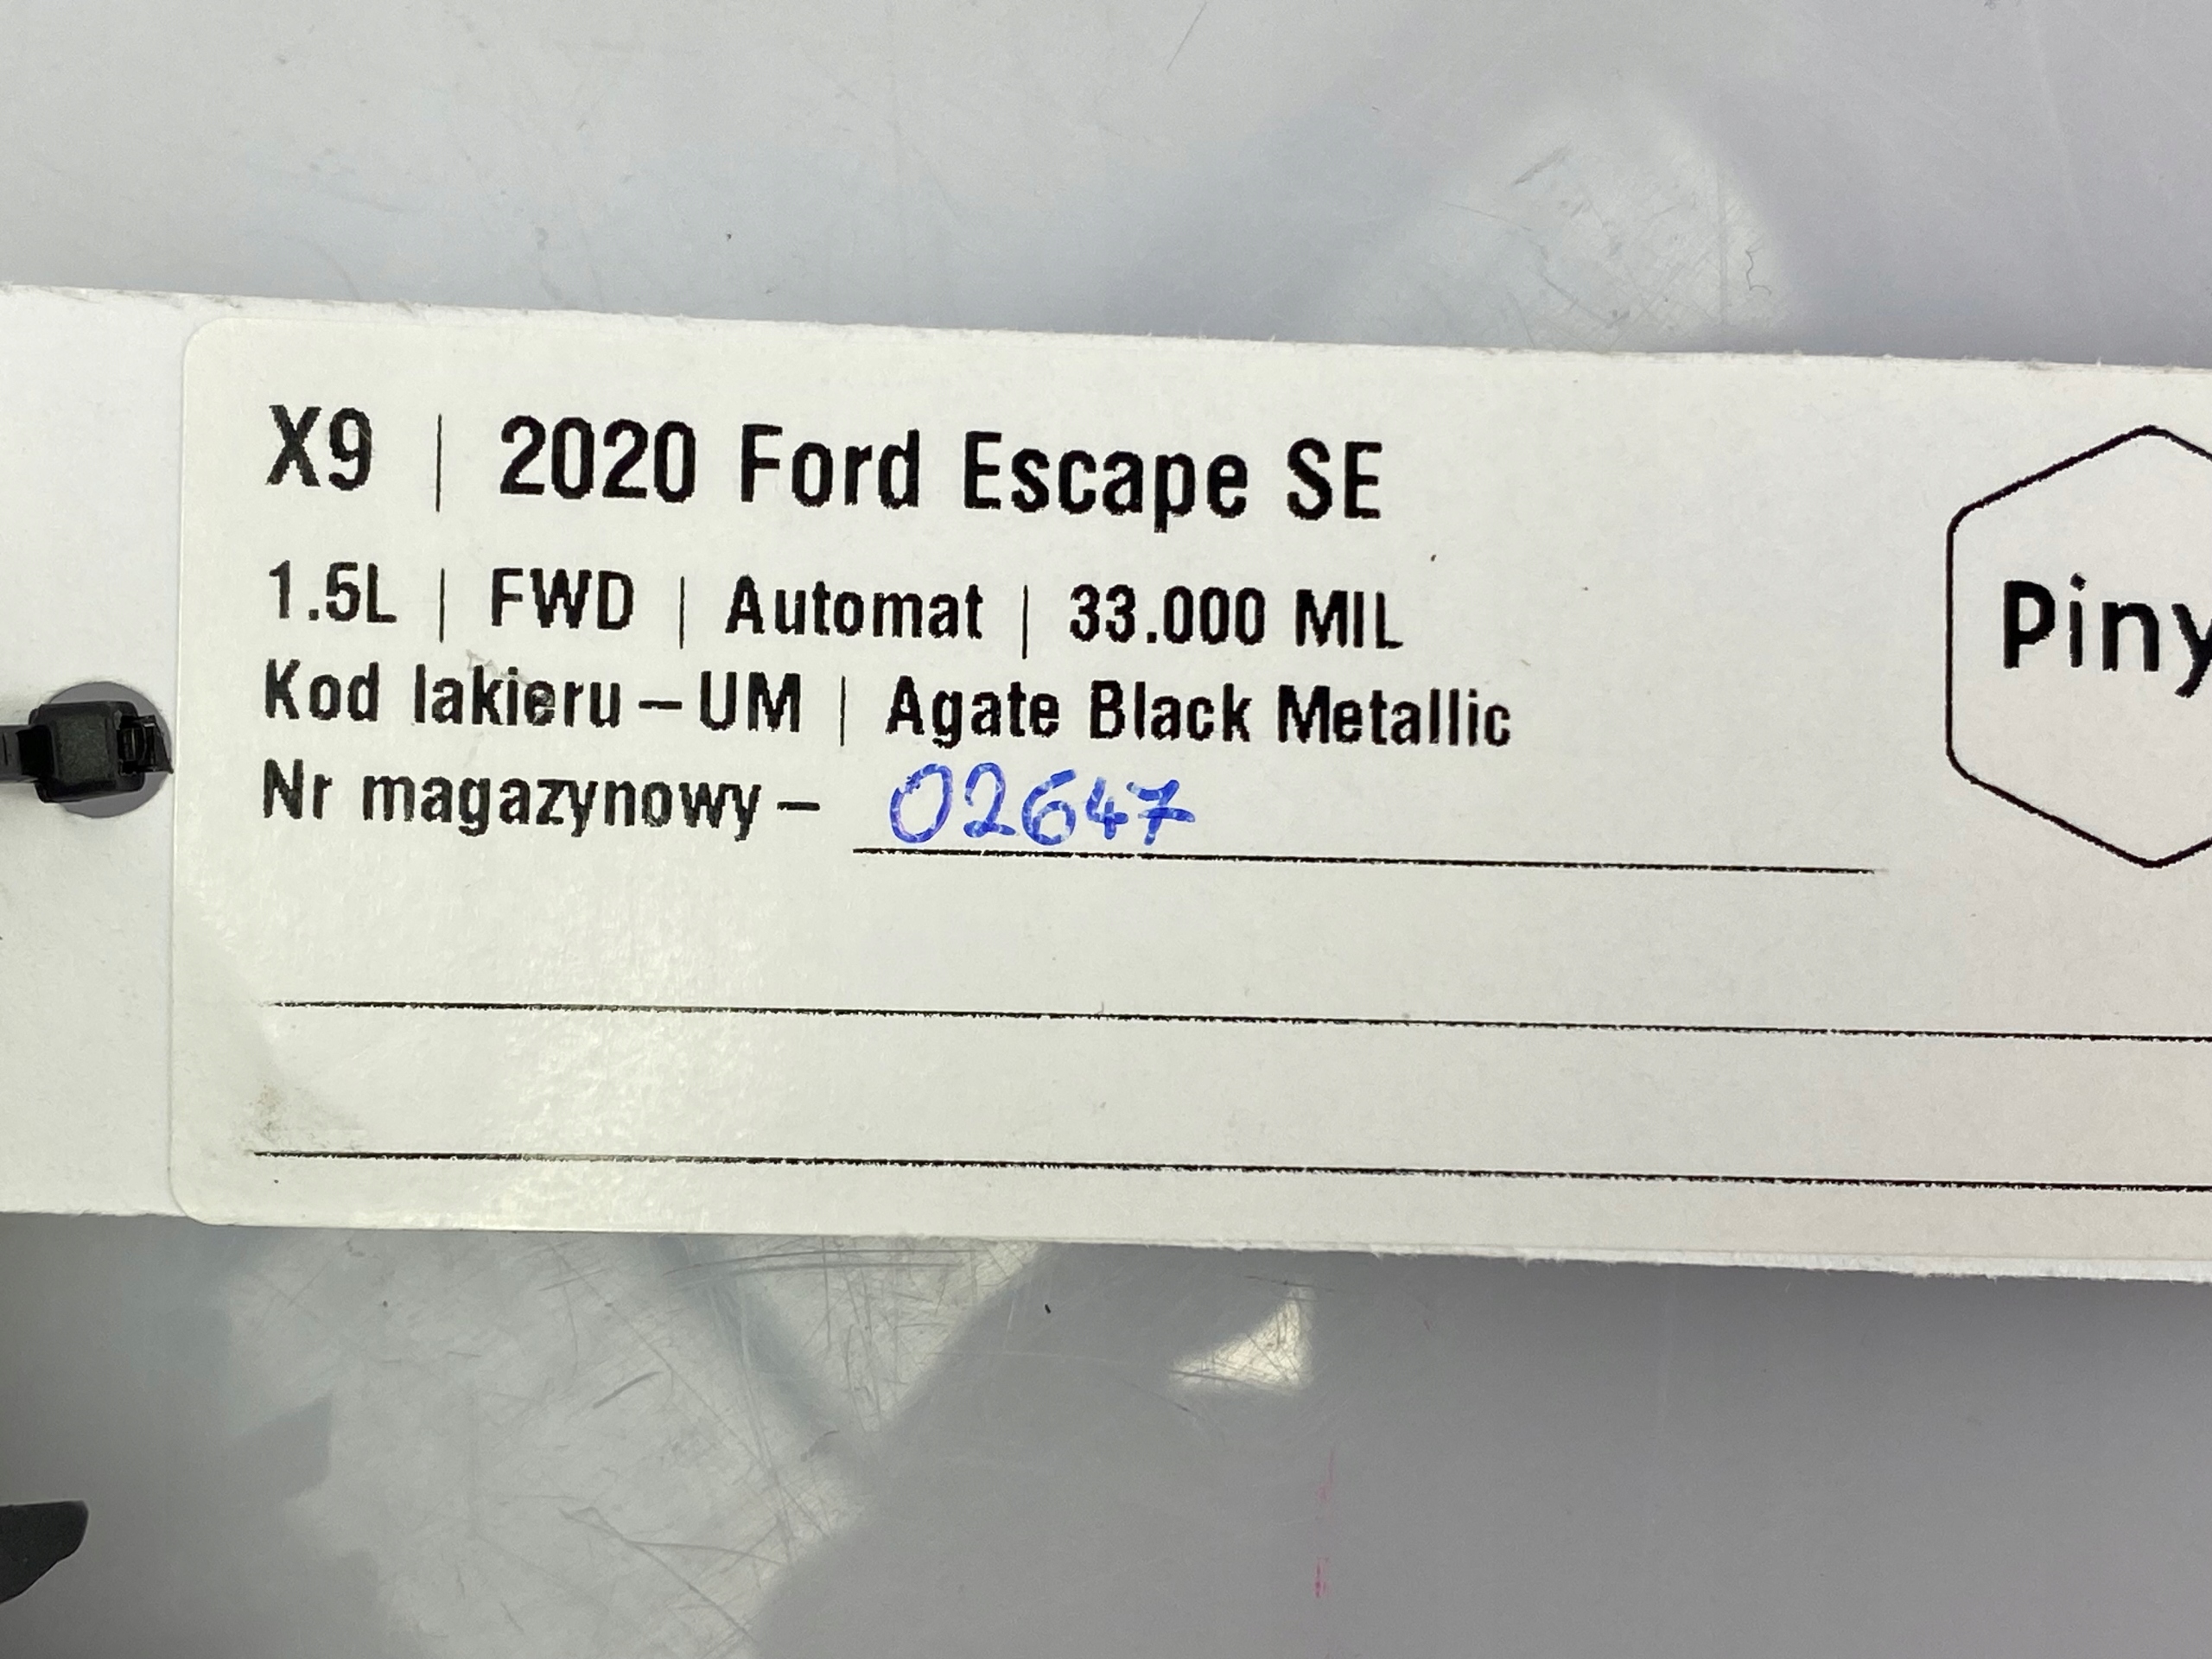 X9 | 2020 Ford Escape SE
1.5L | FWD | Automat | 33.000 MIL
Kod lakieru – UM | Agate Black Metallic
Nr magazynowy – 02647
Piny